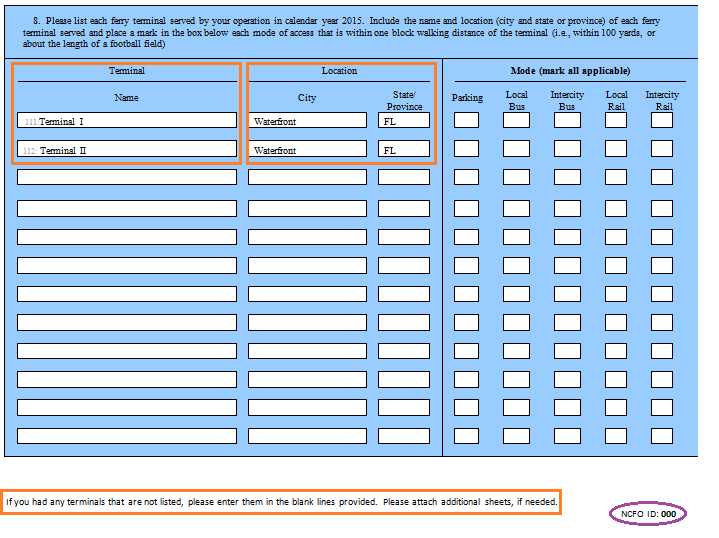 8. Please list each ferry terminal served by your operation in calendar year 2015. Include the name and location (city and state or province) of each ferry
terminal served and place a mark in the box below each mode of access that is within one block walking distance of the terminal (i.e., within 100 yards, or
about the length of a football field)
Terminal Location Mode (mark all applicable)
Name City State/ Province Parking Local Bus Intercity Bus Local Rail Intercity Rail
111: Terminal I Waterfront FL
112: Terminal II Waterfront FL
If you had any terminals that are not listed, please enter them in the blank lines provided. Please attach additional sheets, if needed.
NCFO ID: 000